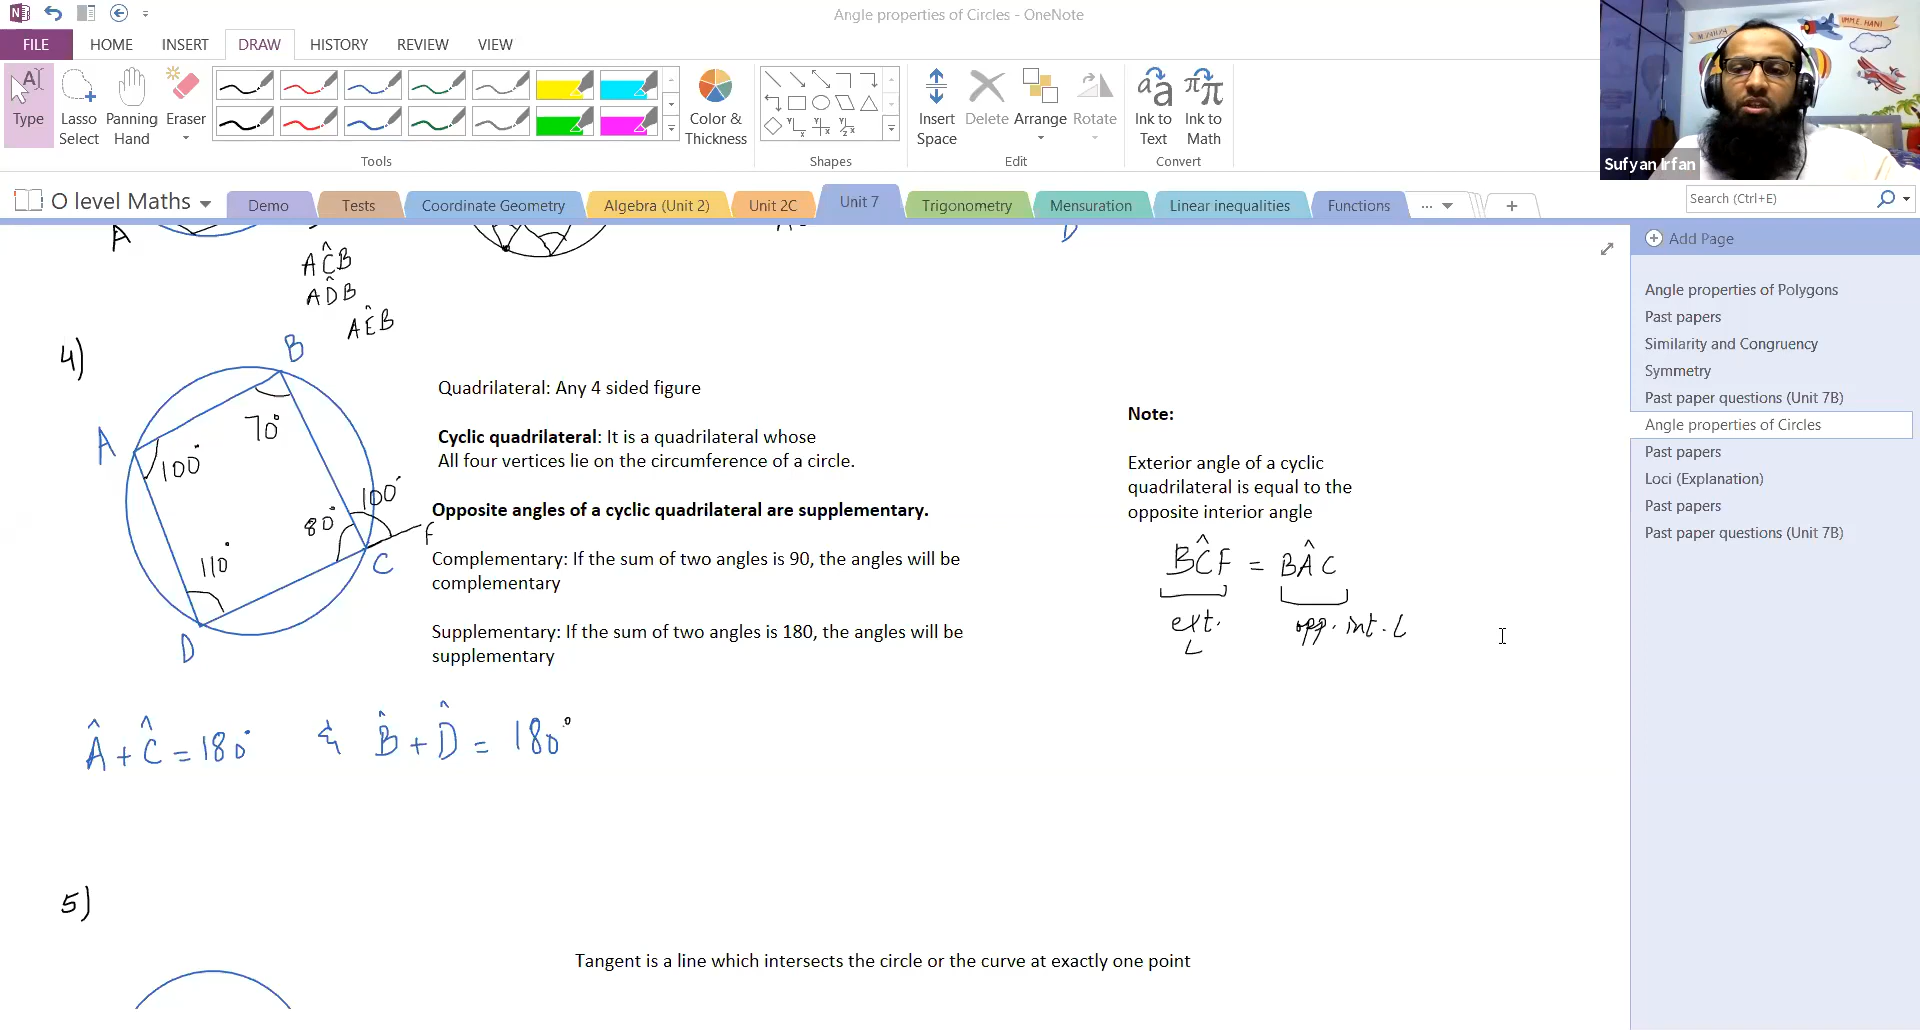 Angle properties of Circles - OneNote
FILE HOME INSERT DRAW HISTORY REVIEW VIEW
Type
Lasso Select
Panning Hand
Eraser
Color & Thickness
Insert Space
Delete
Arrange
Rotate
Ink to Text
Ink to Math
Tools
Shapes
Edit
Convert
IMME HANI
Sufyan Irfan
O level Maths
Demo
Tests
Coordinate Geometry
Algebra (Unit 2)
Unit 2C
Unit 7
Trigonometry
Mensuration
Linear inequalities
Functions
...
Search (Ctrl+E)
Add Page
Angle properties of Polygons
Past papers
Similarity and Congruency
Symmetry
Past paper questions (Unit 7B)
Angle properties of Circles
Past papers
Loci (Explanation)
Past papers
Past paper questions (Unit 7B)
A
D
AĈB
AD̂B
AÊB
4)
B
A
70°
100°
100°
80°
F
C
110°
D
Quadrilateral: Any 4 sided figure
Cyclic quadrilateral: It is a quadrilateral whose
All four vertices lie on the circumference of a circle.
Opposite angles of a cyclic quadrilateral are supplementary.
Complementary: If the sum of two angles is 90, the angles will be
complementary
Supplementary: If the sum of two angles is 180, the angles will be
supplementary
Note:
Exterior angle of a cyclic
quadrilateral is equal to the
opposite interior angle
BĈF = BÂC
ext. ∠
opp. int. ∠
Â + Ĉ = 180° & B̂ + D̂ = 180°
5)
Tangent is a line which intersects the circle or the curve at exactly one point